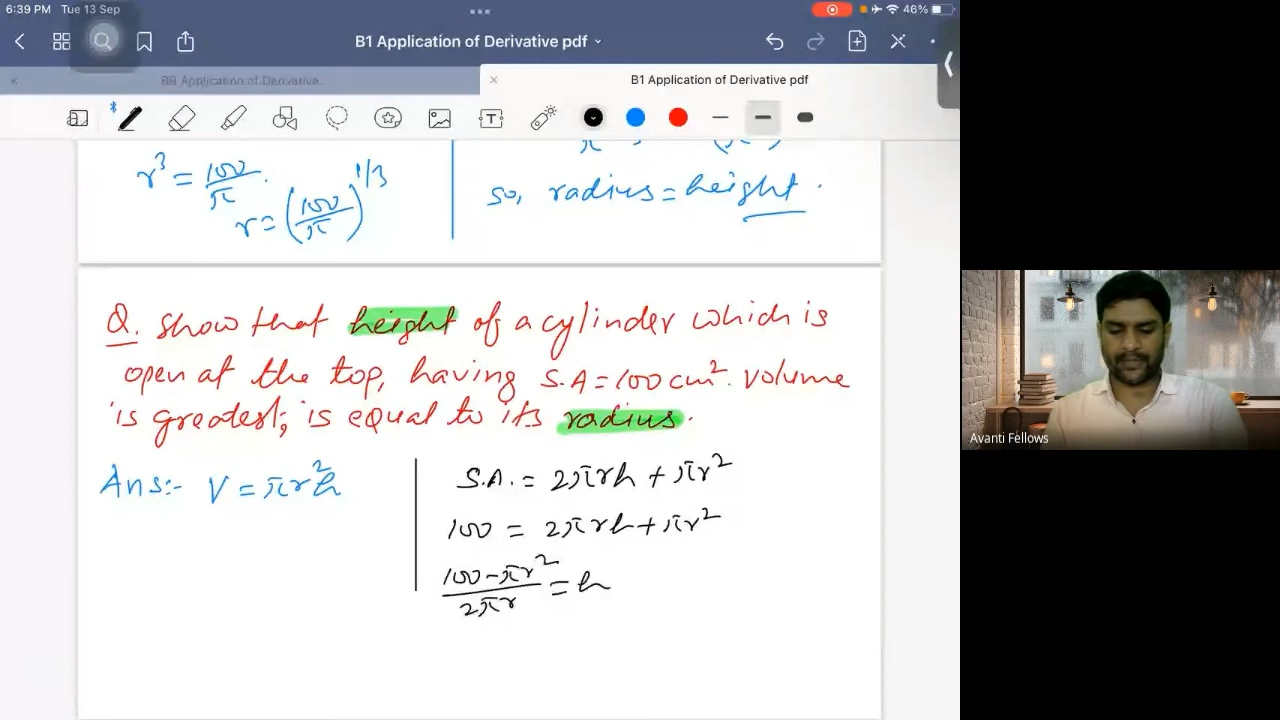 6:39 PM Tue 13 Sep
46%
B1 Application of Derivative pdf
B9 Application of Derivative
B1 Application of Derivative pdf
r³ = 100/π.
r = (100/π)^1/3
so, radius = height.
Q. Show that height of a cylinder which is
open at the top, having S.A = 100 cm². volume
is greatest; is equal to its radius.
Ans:- V = πr²h
S.A. = 2πrh + πr²
100 = 2πrh + πr²
(100 - πr²)/(2πr) = h
Avanti Fellows